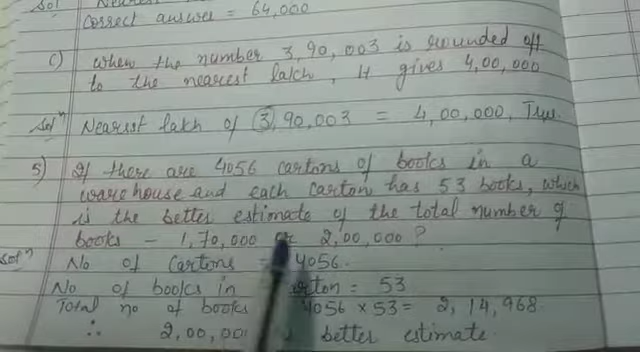 Sol
Correct answer = 64,000
c) When the number 3,90,003 is rounded off
to the nearest lakh, it gives 4,00,000
Solⁿ Nearest lakh of 3,90,003 = 4,00,000, True.
5) If there are 4056 cartons of books in a
warehouse and each carton has 53 books, which
is the better estimate of the total number of
books - 1,70,000 or 2,00,000 ?
Solⁿ No of Cartons = 4056.
No of books in = 53
Total no of books 4056 × 53 = 2,14,968
∴ 2,00,00 better estimate